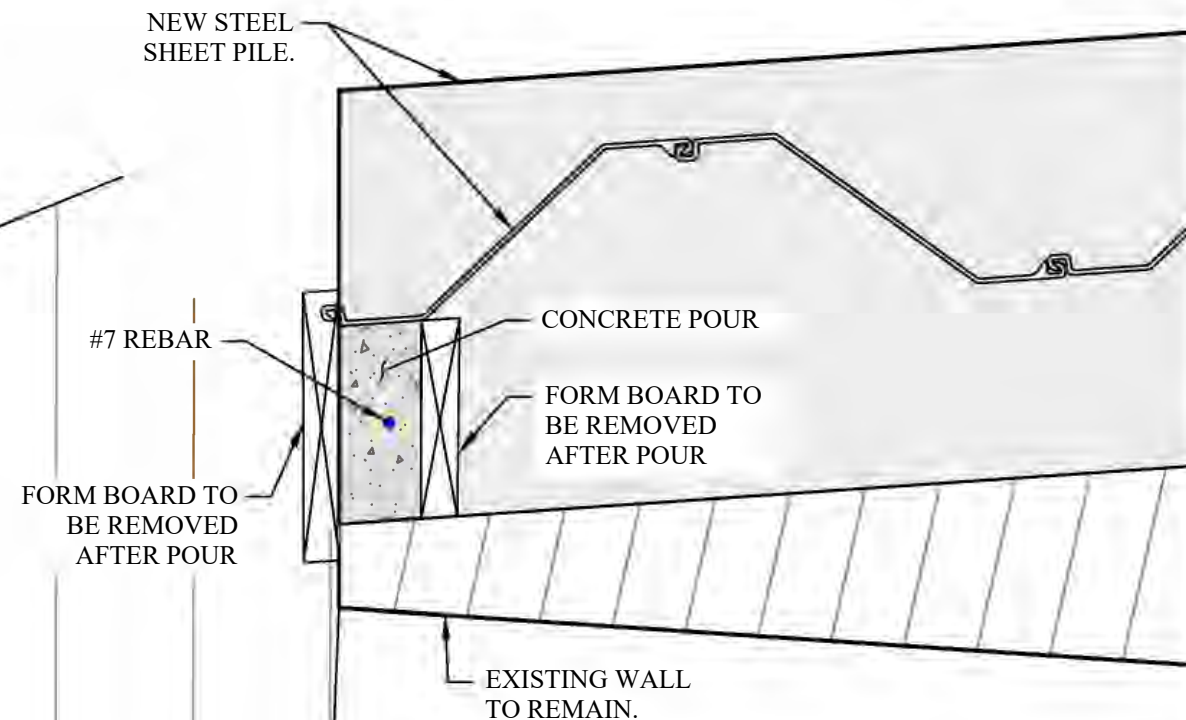 NEW STEEL
SHEET PILE.
#7 REBAR
CONCRETE POUR
FORM BOARD TO
BE REMOVED
AFTER POUR
FORM BOARD TO
BE REMOVED
AFTER POUR
EXISTING WALL
TO REMAIN.